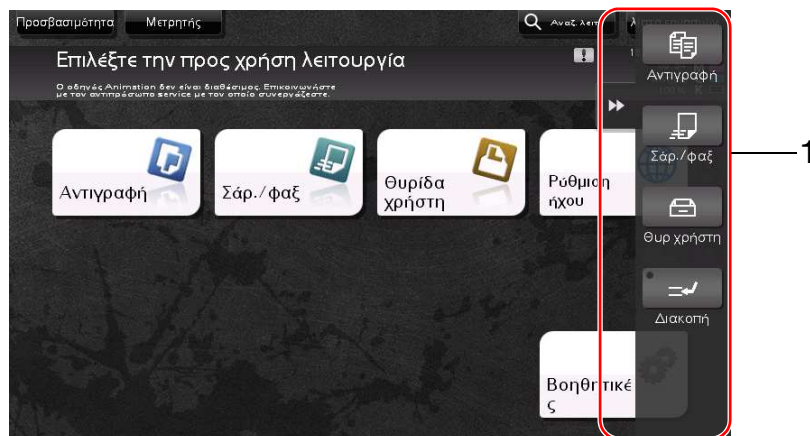 Προσβασιμότητα
Μετρητής
Αναζ. λειτ
Επιλέξτε την προς χρήση λειτουργία
Ο οδηγός Animation δεν είναι διαθέσιμος. Επικοινωνήστε
με τον αντιπρόσωπο service με τον οποίο συνεργάζεστε.
Αντιγραφή
Σάρ./φαξ
Θυρίδα
χρήστη
Ρύθμιση
ήχου
Βοηθητικέ
ς
Αντιγραφή
Σάρ./φαξ
Θυρ χρήστη
Διακοπή
1